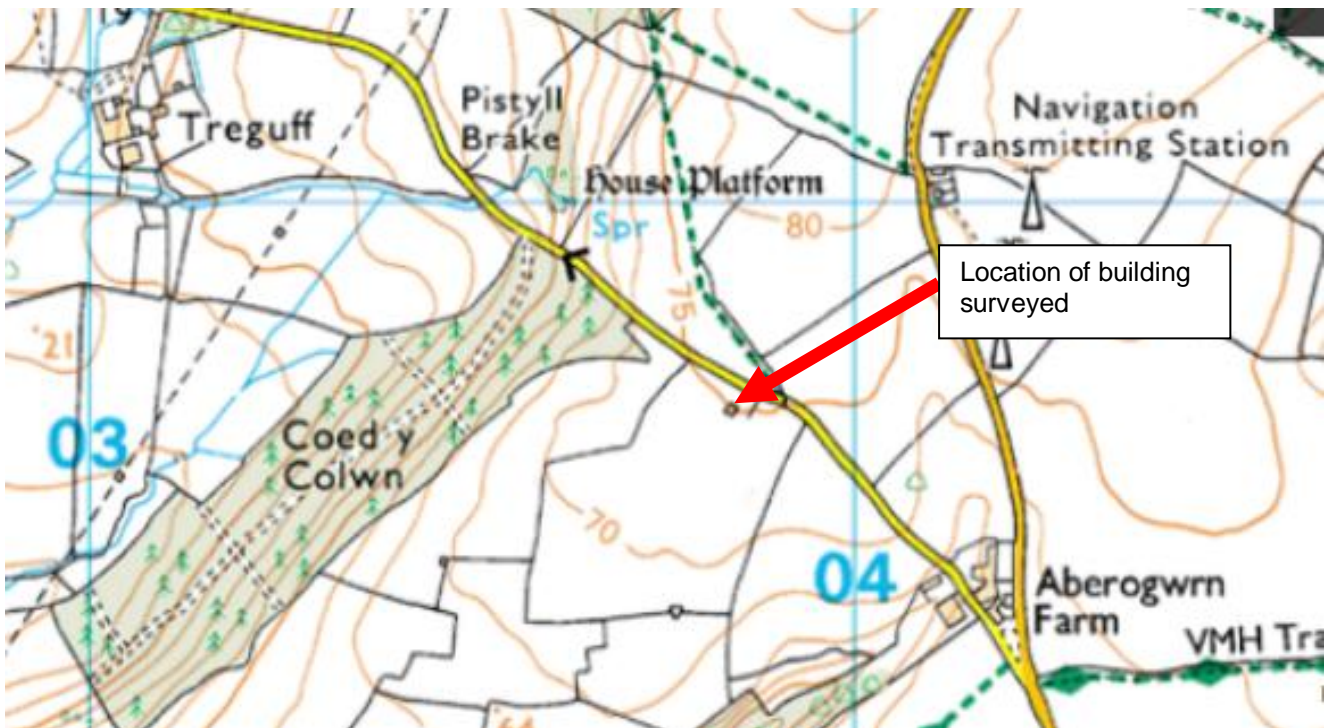 Treguff
Pistyll
Brake
House Platform
Spr
Navigation
Transmitting Station
80
75
Location of building
surveyed
21
03
Coed y
Colwn
70
04
Aberogwrn
Farm
VMH Tra